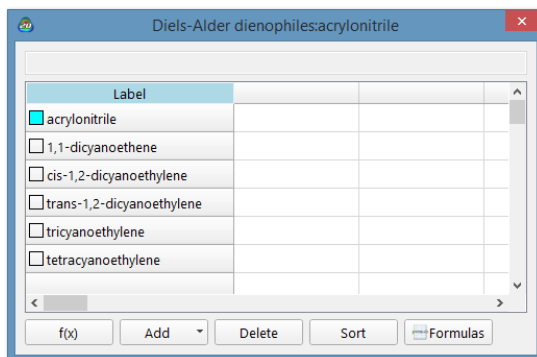 Diels-Alder dienophiles:acrylonitrile
Label
acrylonitrile
1,1-dicyanoethene
cis-1,2-dicyanoethylene
trans-1,2-dicyanoethylene
tricyanoethylene
tetracyanoethylene
f(x) Add Delete Sort Formulas